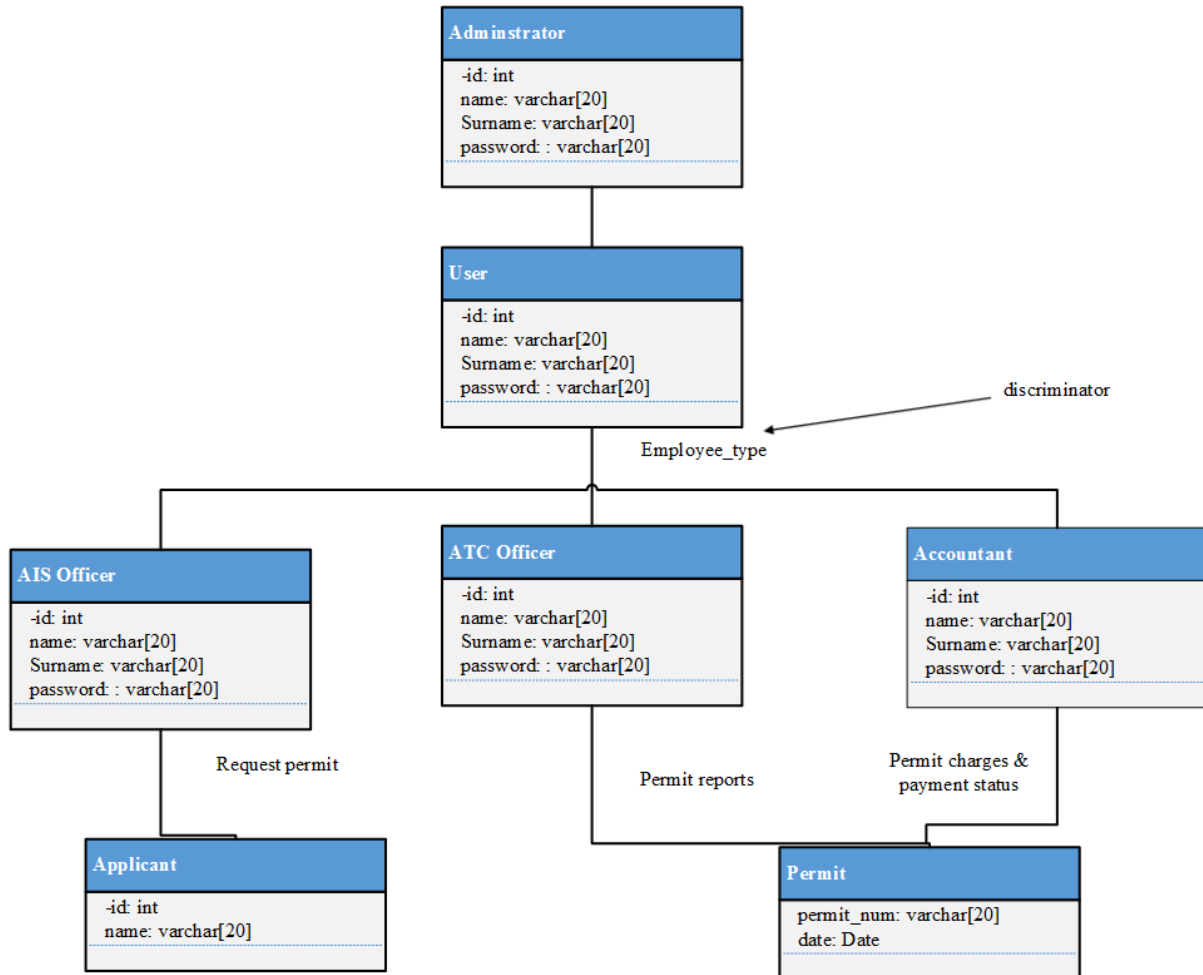 Adminstrator
-id: int
name: varchar[20]
Surname: varchar[20]
password: : varchar[20]
User
-id: int
name: varchar[20]
Surname: varchar[20]
password: : varchar[20]
discriminator
Employee_type
AIS Officer
-id: int
name: varchar[20]
Surname: varchar[20]
password: : varchar[20]
ATC Officer
-id: int
name: varchar[20]
Surname: varchar[20]
password: : varchar[20]
Accountant
-id: int
name: varchar[20]
Surname: varchar[20]
password: : varchar[20]
Request permit
Permit reports
Permit charges &
payment status
Applicant
-id: int
name: varchar[20]
Permit
permit_num: varchar[20]
date: Date